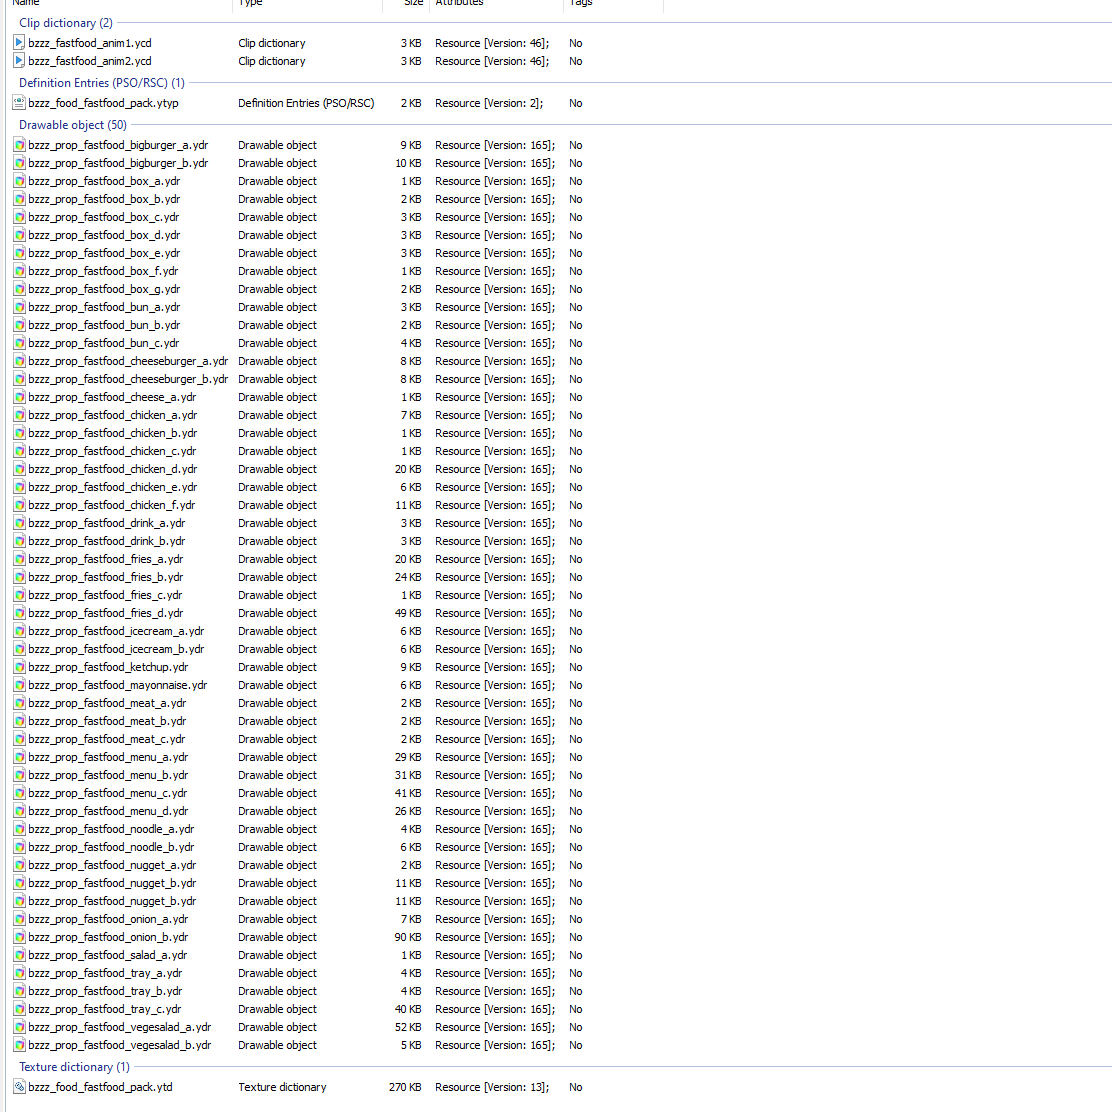 Name Type Size Attributes Tags
Clip dictionary (2)
bzzz_fastfood_anim1.ycd Clip dictionary 3 KB Resource [Version: 46]; No
bzzz_fastfood_anim2.ycd Clip dictionary 3 KB Resource [Version: 46]; No
Definition Entries (PSO/RSC) (1)
bzzz_food_fastfood_pack.ytyp Definition Entries (PSO/RSC) 2 KB Resource [Version: 2]; No
Drawable object (50)
bzzz_prop_fastfood_bigburger_a.ydr Drawable object 9 KB Resource [Version: 165]; No
bzzz_prop_fastfood_bigburger_b.ydr Drawable object 10 KB Resource [Version: 165]; No
bzzz_prop_fastfood_box_a.ydr Drawable object 1 KB Resource [Version: 165]; No
bzzz_prop_fastfood_box_b.ydr Drawable object 2 KB Resource [Version: 165]; No
bzzz_prop_fastfood_box_c.ydr Drawable object 3 KB Resource [Version: 165]; No
bzzz_prop_fastfood_box_d.ydr Drawable object 3 KB Resource [Version: 165]; No
bzzz_prop_fastfood_box_e.ydr Drawable object 3 KB Resource [Version: 165]; No
bzzz_prop_fastfood_box_f.ydr Drawable object 1 KB Resource [Version: 165]; No
bzzz_prop_fastfood_box_g.ydr Drawable object 2 KB Resource [Version: 165]; No
bzzz_prop_fastfood_bun_a.ydr Drawable object 3 KB Resource [Version: 165]; No
bzzz_prop_fastfood_bun_b.ydr Drawable object 2 KB Resource [Version: 165]; No
bzzz_prop_fastfood_bun_c.ydr Drawable object 4 KB Resource [Version: 165]; No
bzzz_prop_fastfood_cheeseburger_a.ydr Drawable object 8 KB Resource [Version: 165]; No
bzzz_prop_fastfood_cheeseburger_b.ydr Drawable object 8 KB Resource [Version: 165]; No
bzzz_prop_fastfood_cheese_a.ydr Drawable object 1 KB Resource [Version: 165]; No
bzzz_prop_fastfood_chicken_a.ydr Drawable object 7 KB Resource [Version: 165]; No
bzzz_prop_fastfood_chicken_b.ydr Drawable object 1 KB Resource [Version: 165]; No
bzzz_prop_fastfood_chicken_c.ydr Drawable object 1 KB Resource [Version: 165]; No
bzzz_prop_fastfood_chicken_d.ydr Drawable object 20 KB Resource [Version: 165]; No
bzzz_prop_fastfood_chicken_e.ydr Drawable object 6 KB Resource [Version: 165]; No
bzzz_prop_fastfood_chicken_f.ydr Drawable object 11 KB Resource [Version: 165]; No
bzzz_prop_fastfood_drink_a.ydr Drawable object 3 KB Resource [Version: 165]; No
bzzz_prop_fastfood_drink_b.ydr Drawable object 3 KB Resource [Version: 165]; No
bzzz_prop_fastfood_fries_a.ydr Drawable object 20 KB Resource [Version: 165]; No
bzzz_prop_fastfood_fries_b.ydr Drawable object 24 KB Resource [Version: 165]; No
bzzz_prop_fastfood_fries_c.ydr Drawable object 1 KB Resource [Version: 165]; No
bzzz_prop_fastfood_fries_d.ydr Drawable object 49 KB Resource [Version: 165]; No
bzzz_prop_fastfood_icecream_a.ydr Drawable object 6 KB Resource [Version: 165]; No
bzzz_prop_fastfood_icecream_b.ydr Drawable object 6 KB Resource [Version: 165]; No
bzzz_prop_fastfood_ketchup.ydr Drawable object 9 KB Resource [Version: 165]; No
bzzz_prop_fastfood_mayonnaise.ydr Drawable object 6 KB Resource [Version: 165]; No
bzzz_prop_fastfood_meat_a.ydr Drawable object 2 KB Resource [Version: 165]; No
bzzz_prop_fastfood_meat_b.ydr Drawable object 2 KB Resource [Version: 165]; No
bzzz_prop_fastfood_meat_c.ydr Drawable object 2 KB Resource [Version: 165]; No
bzzz_prop_fastfood_menu_a.ydr Drawable object 29 KB Resource [Version: 165]; No
bzzz_prop_fastfood_menu_b.ydr Drawable object 31 KB Resource [Version: 165]; No
bzzz_prop_fastfood_menu_c.ydr Drawable object 41 KB Resource [Version: 165]; No
bzzz_prop_fastfood_menu_d.ydr Drawable object 26 KB Resource [Version: 165]; No
bzzz_prop_fastfood_noodle_a.ydr Drawable object 4 KB Resource [Version: 165]; No
bzzz_prop_fastfood_noodle_b.ydr Drawable object 6 KB Resource [Version: 165]; No
bzzz_prop_fastfood_nugget_a.ydr Drawable object 2 KB Resource [Version: 165]; No
bzzz_prop_fastfood_nugget_b.ydr Drawable object 11 KB Resource [Version: 165]; No
bzzz_prop_fastfood_nugget_b.ydr Drawable object 11 KB Resource [Version: 165]; No
bzzz_prop_fastfood_onion_a.ydr Drawable object 7 KB Resource [Version: 165]; No
bzzz_prop_fastfood_onion_b.ydr Drawable object 90 KB Resource [Version: 165]; No
bzzz_prop_fastfood_salad_a.ydr Drawable object 1 KB Resource [Version: 165]; No
bzzz_prop_fastfood_tray_a.ydr Drawable object 4 KB Resource [Version: 165]; No
bzzz_prop_fastfood_tray_b.ydr Drawable object 4 KB Resource [Version: 165]; No
bzzz_prop_fastfood_tray_c.ydr Drawable object 40 KB Resource [Version: 165]; No
bzzz_prop_fastfood_vegesalad_a.ydr Drawable object 52 KB Resource [Version: 165]; No
bzzz_prop_fastfood_vegesalad_b.ydr Drawable object 5 KB Resource [Version: 165]; No
Texture dictionary (1)
bzzz_food_fastfood_pack.ytd Texture dictionary 270 KB Resource [Version: 13]; No